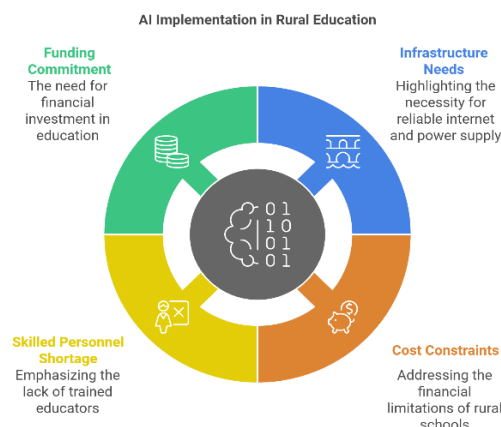 AI Implementation in Rural Education
Funding
Commitment
The need for
financial
investment in
education
Infrastructure
Needs
Highlighting the
necessity for
reliable internet
and power supply
01
10
01
01
Skilled Personnel
Shortage
Emphasizing the
lack of trained
educators
Cost Constraints
Addressing the
financial
limitations of rural
schools